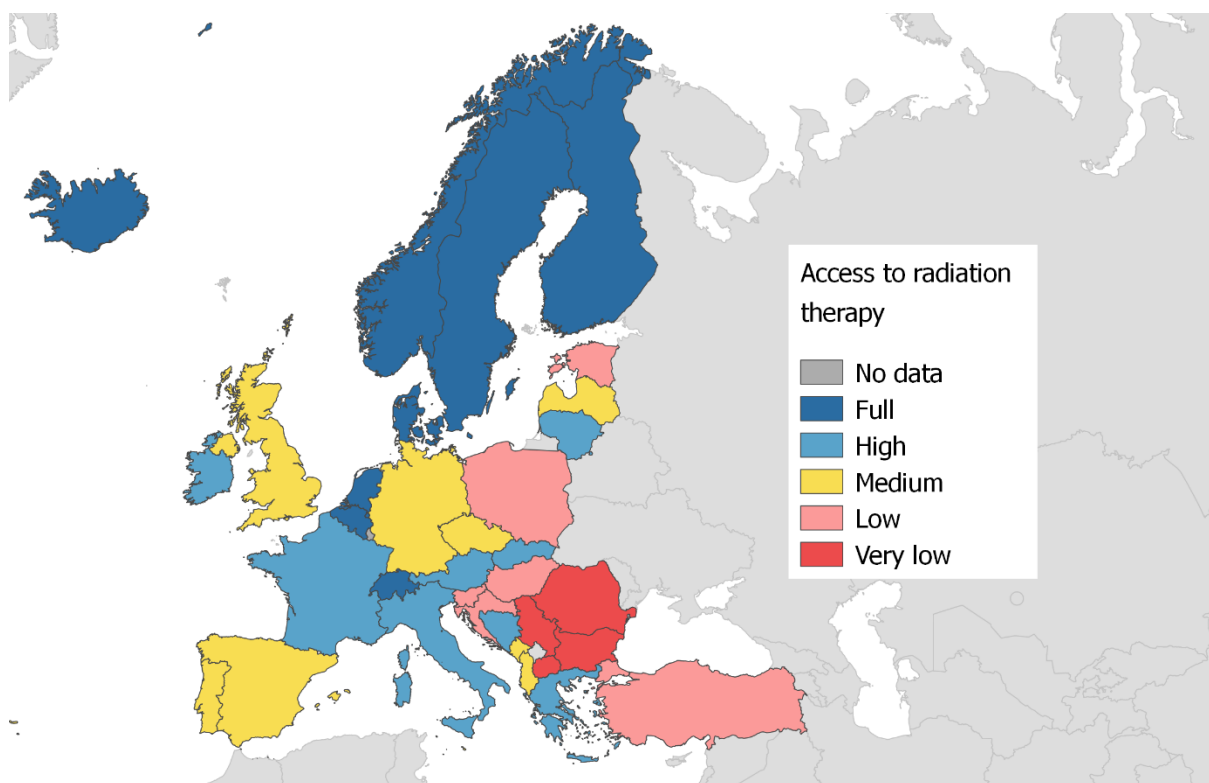 Access to radiation
therapy
No data
Full
High
Medium
Low
Very low